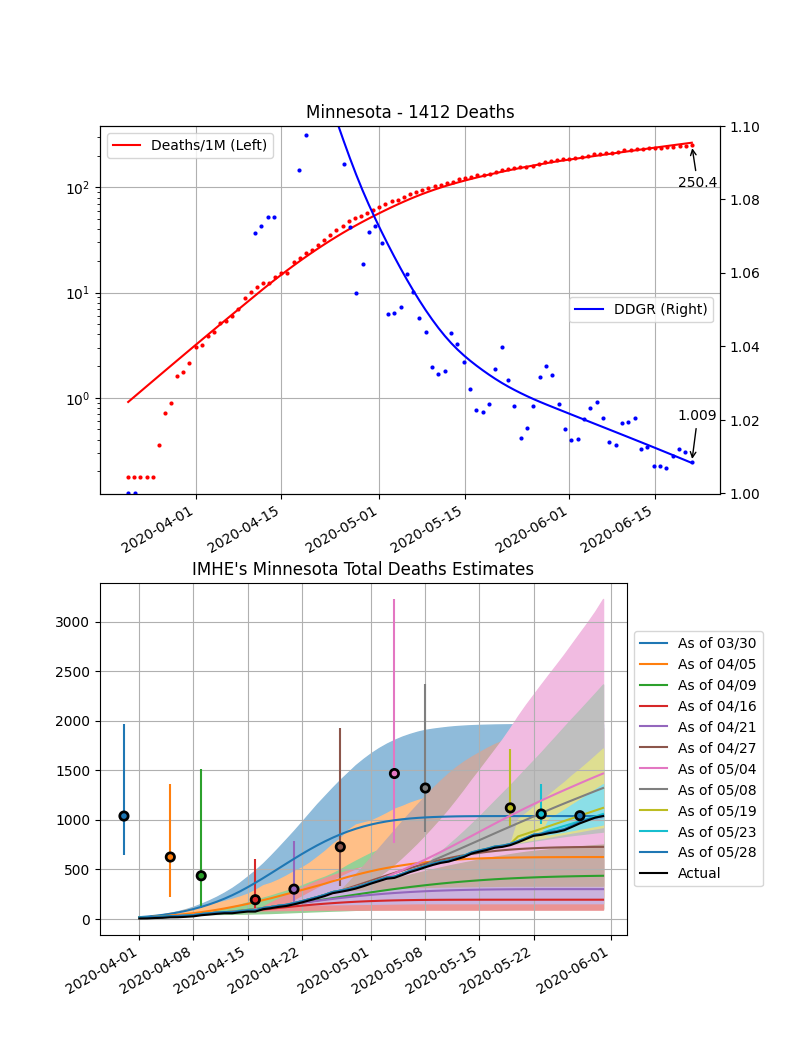 Minnesota - 1412 Deaths
Deaths/1M (Left)
DDGR (Right)
250.4
1.009
10²
10¹
10⁰
1.10
1.08
1.06
1.04
1.02
1.00
2020-04-01
2020-04-15
2020-05-01
2020-05-15
2020-06-01
2020-06-15
IMHE's Minnesota Total Deaths Estimates
3000
2500
2000
1500
1000
500
0
2020-04-01
2020-04-08
2020-04-15
2020-04-22
2020-05-01
2020-05-08
2020-05-15
2020-05-22
2020-06-01
As of 03/30
As of 04/05
As of 04/09
As of 04/16
As of 04/21
As of 04/27
As of 05/04
As of 05/08
As of 05/19
As of 05/23
As of 05/28
Actual